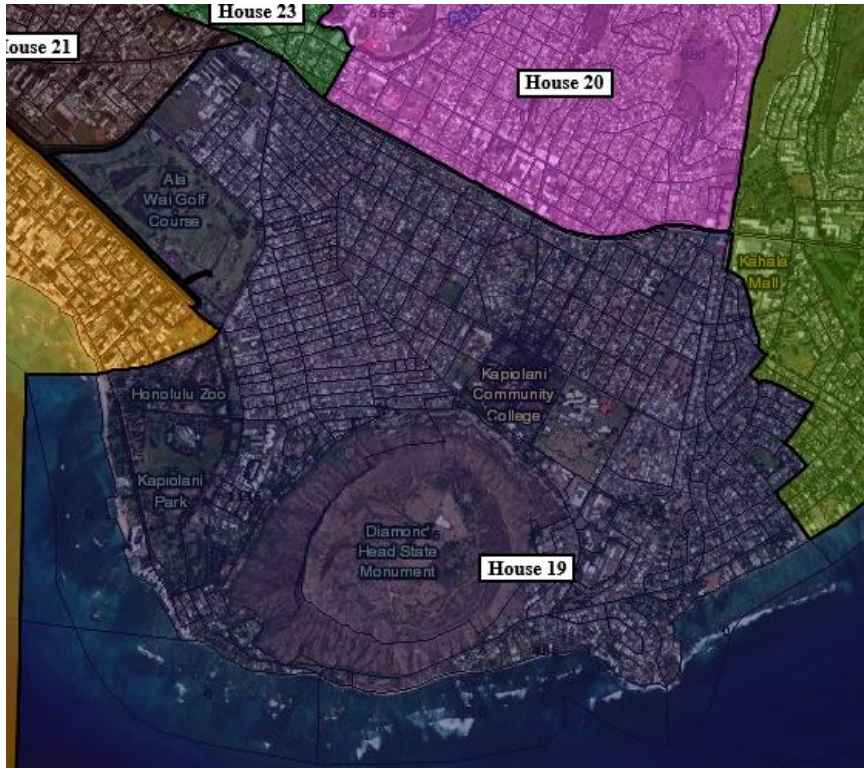 House 23
House 21
House 20
Ala
Wai Golf
Course
Kahala
Mall
Honolulu Zoo
Kapiolani
Community
College
Kapiolani
Park
Diamond
Head State
Monument
House 19